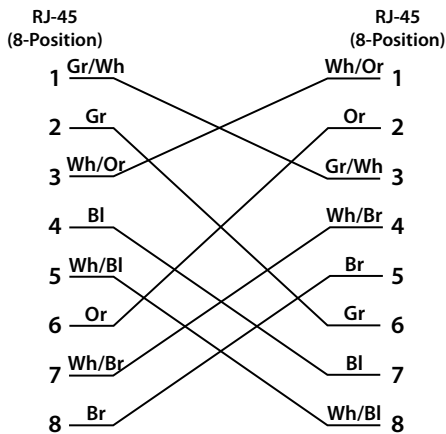 RJ-45 RJ-45
(8-Position) (8-Position)
1 Gr/Wh Wh/Or 1
2 Gr Or 2
3 Wh/Or Gr/Wh 3
4 Bl Wh/Br 4
5 Wh/Bl Br 5
6 Or Gr 6
7 Wh/Br Bl 7
8 Br Wh/Bl 8